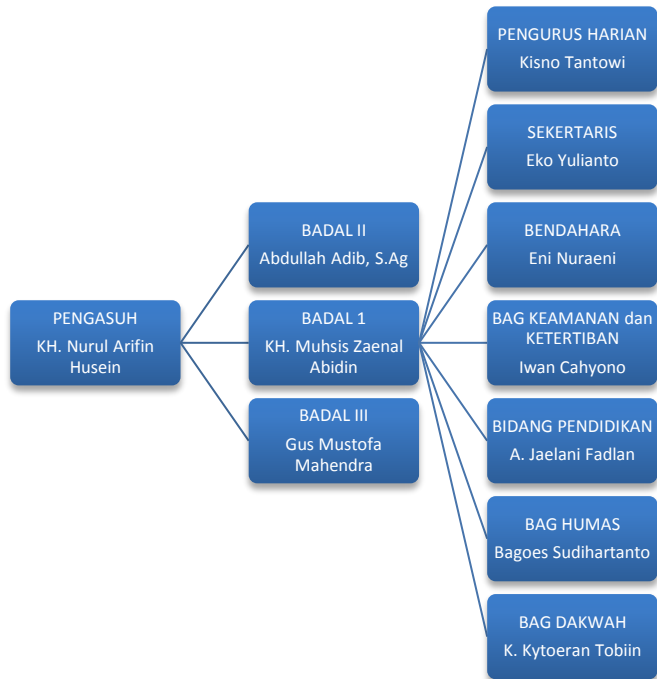 PENGASUH
KH. Nurul Arifin
Husein
BADAL II
Abdullah Adib, S.Ag
BADAL 1
KH. Muhsis Zaenal
Abidin
BADAL III
Gus Mustofa
Mahendra
PENGURUS HARIAN
Kisno Tantowi
SEKERTARIS
Eko Yulianto
BENDAHARA
Eni Nuraeni
BAG KEAMANAN dan
KETERTIBAN
Iwan Cahyono
BIDANG PENDIDIKAN
A. Jaelani Fadlan
BAG HUMAS
Bagoes Sudihartanto
BAG DAKWAH
K. Kytoeran Tobiin